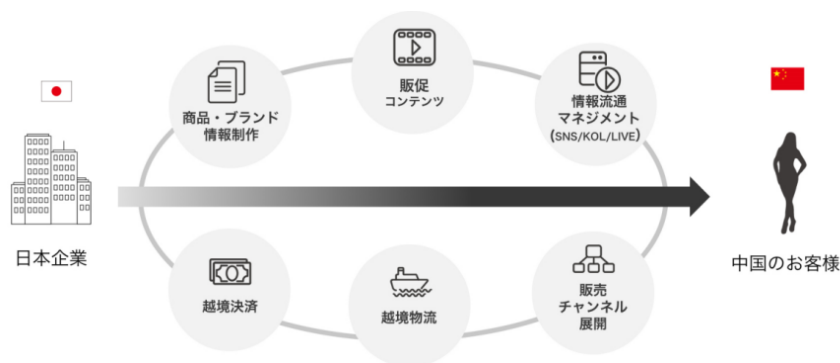 日本企業
商品・ブランド
情報制作
販促
コンテンツ
情報流通
マネジメント
(SNS/KOL/LIVE)
越境決済
越境物流
販売
チャンネル
展開
中国のお客様